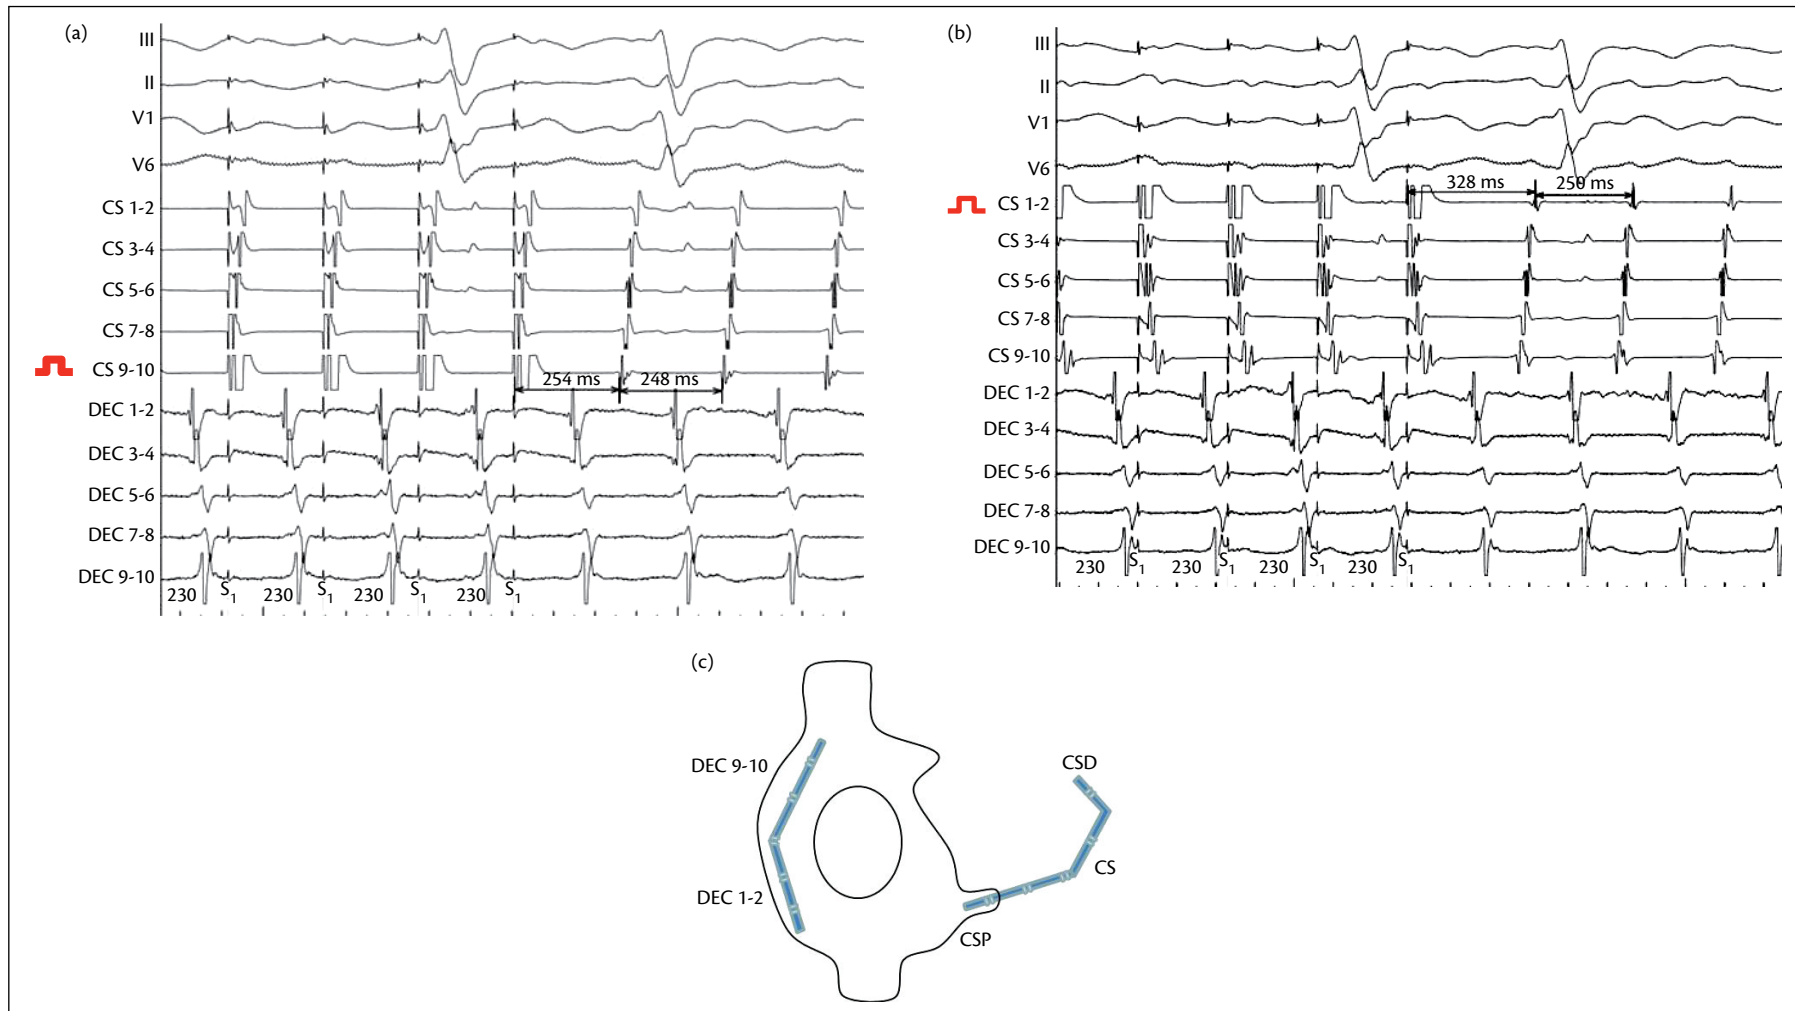 (a)
III
II
V1
V6
CS 1-2
CS 3-4
CS 5-6
CS 7-8
CS 9-10
254 ms 248 ms
DEC 1-2
DEC 3-4
DEC 5-6
DEC 7-8
DEC 9-10
230 S1 230 S1 230 S1 230 S1
(b)
III
II
V1
V6
328 ms 250 ms
CS 1-2
CS 3-4
CS 5-6
CS 7-8
CS 9-10
DEC 1-2
DEC 3-4
DEC 5-6
DEC 7-8
DEC 9-10
230 S1 230 S1 230 S1 230 S1
(c)
DEC 9-10
CSD
CS
DEC 1-2
CSP